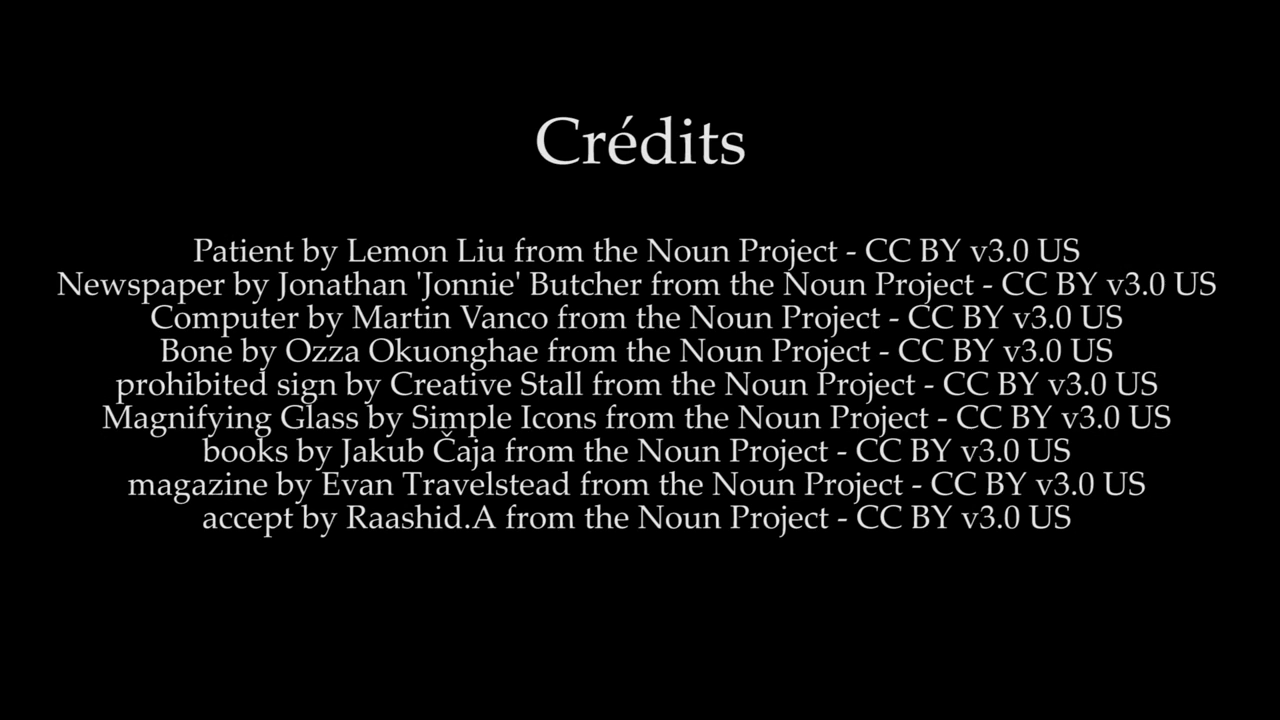 Crédits
Patient by Lemon Liu from the Noun Project - CC BY v3.0 US
Newspaper by Jonathan 'Jonnie' Butcher from the Noun Project - CC BY v3.0 US
Computer by Martin Vanco from the Noun Project - CC BY v3.0 US
Bone by Ozza Okuonghae from the Noun Project - CC BY v3.0 US
prohibited sign by Creative Stall from the Noun Project - CC BY v3.0 US
Magnifying Glass by Simple Icons from the Noun Project - CC BY v3.0 US
books by Jakub Čaja from the Noun Project - CC BY v3.0 US
magazine by Evan Travelstead from the Noun Project - CC BY v3.0 US
accept by Raashid.A from the Noun Project - CC BY v3.0 US